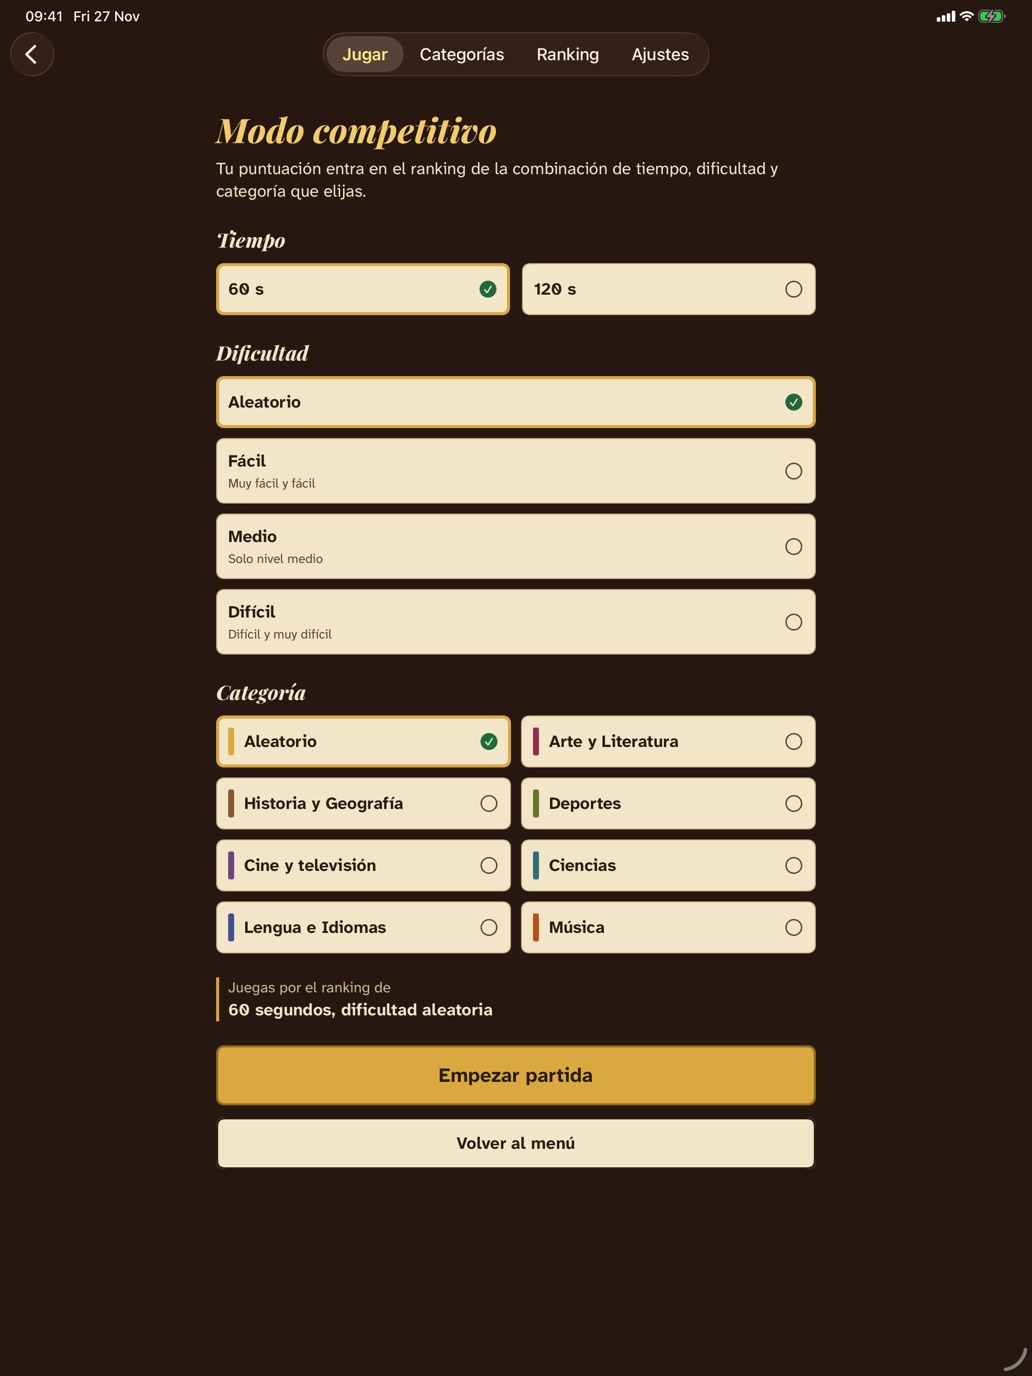 09:41 Fri 27 Nov
Jugar Categorías Ranking Ajustes
Modo competitivo
Tu puntuación entra en el ranking de la combinación de tiempo, dificultad y
categoría que elijas.
Tiempo
60 s
120 s
Dificultad
Aleatorio
Fácil
Muy fácil y fácil
Medio
Solo nivel medio
Difícil
Difícil y muy difícil
Categoría
Aleatorio
Arte y Literatura
Historia y Geografía
Deportes
Cine y televisión
Ciencias
Lengua e Idiomas
Música
Juegas por el ranking de
60 segundos, dificultad aleatoria
Empezar partida
Volver al menú